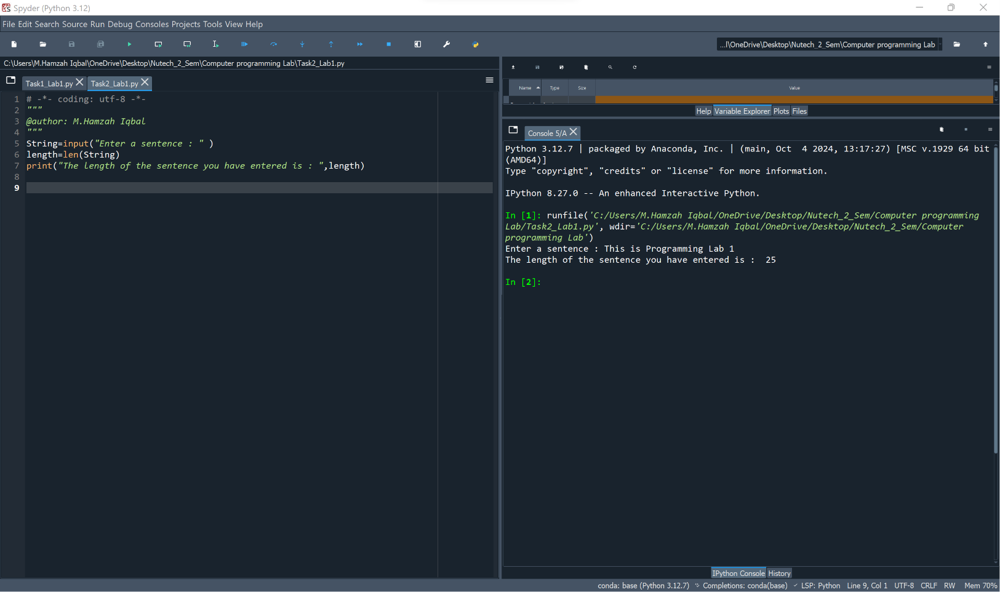 Spyder (Python 3.12)
File Edit Search Source Run Debug Consoles Projects Tools View Help
...l\OneDrive\Desktop\Nutech_2_Sem\Computer programming Lab
C:\Users\M.Hamzah Iqbal\OneDrive\Desktop\Nutech_2_Sem\Computer programming Lab\Task2_Lab1.py
Task1_Lab1.py Task2_Lab1.py
1 # -*- coding: utf-8 -*-
2 """
3 @author: M.Hamzah Iqbal
4 """
5 String=input("Enter a sentence : " )
6 length=len(String)
7 print("The length of the sentence you have entered is : ",length)
8
9
Name Type Size Value
Help Variable Explorer Plots Files
Console 5/A
Python 3.12.7 | packaged by Anaconda, Inc. | (main, Oct  4 2024, 13:17:27) [MSC v.1929 64 bit
(AMD64)]
Type "copyright", "credits" or "license" for more information.
IPython 8.27.0 -- An enhanced Interactive Python.
In [1]: runfile('C:/Users/M.Hamzah Iqbal/OneDrive/Desktop/Nutech_2_Sem/Computer programming
Lab/Task2_Lab1.py', wdir='C:/Users/M.Hamzah Iqbal/OneDrive/Desktop/Nutech_2_Sem/Computer
programming Lab')
Enter a sentence : This is Programming Lab 1
The length of the sentence you have entered is :  25
In [2]:
IPython Console History
conda: base (Python 3.12.7) Completions: conda(base) LSP: Python Line 9, Col 1 UTF-8 CRLF RW Mem 70%